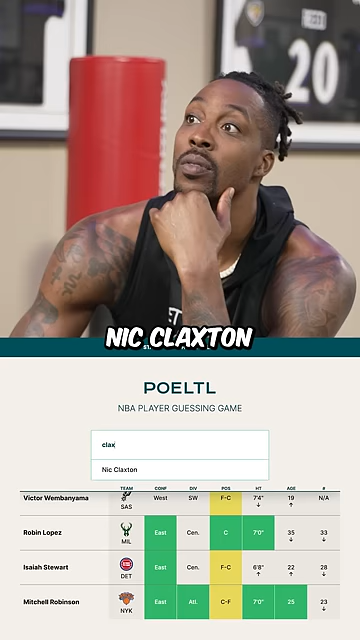 20
NIC CLAXTON
POELTL
NBA PLAYER GUESSING GAME
clax
Nic Claxton
TEAM CONF DIV POS HT AGE #
Victor Wembanyama SAS West SW F-C 7'4" ↓ 19 ↑ N/A
Robin Lopez MIL East Cen. C 7'0" 35 ↓ 33 ↓
Isaiah Stewart DET East Cen. F-C 6'8" ↑ 22 ↑ 28 ↓
Mitchell Robinson NYK East Atl. C-F 7'0" 25 23 ↓